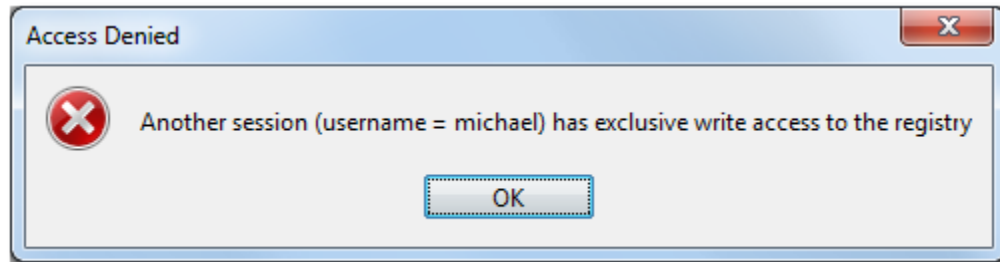 Access Denied
Another session (username = michael) has exclusive write access to the registry
OK